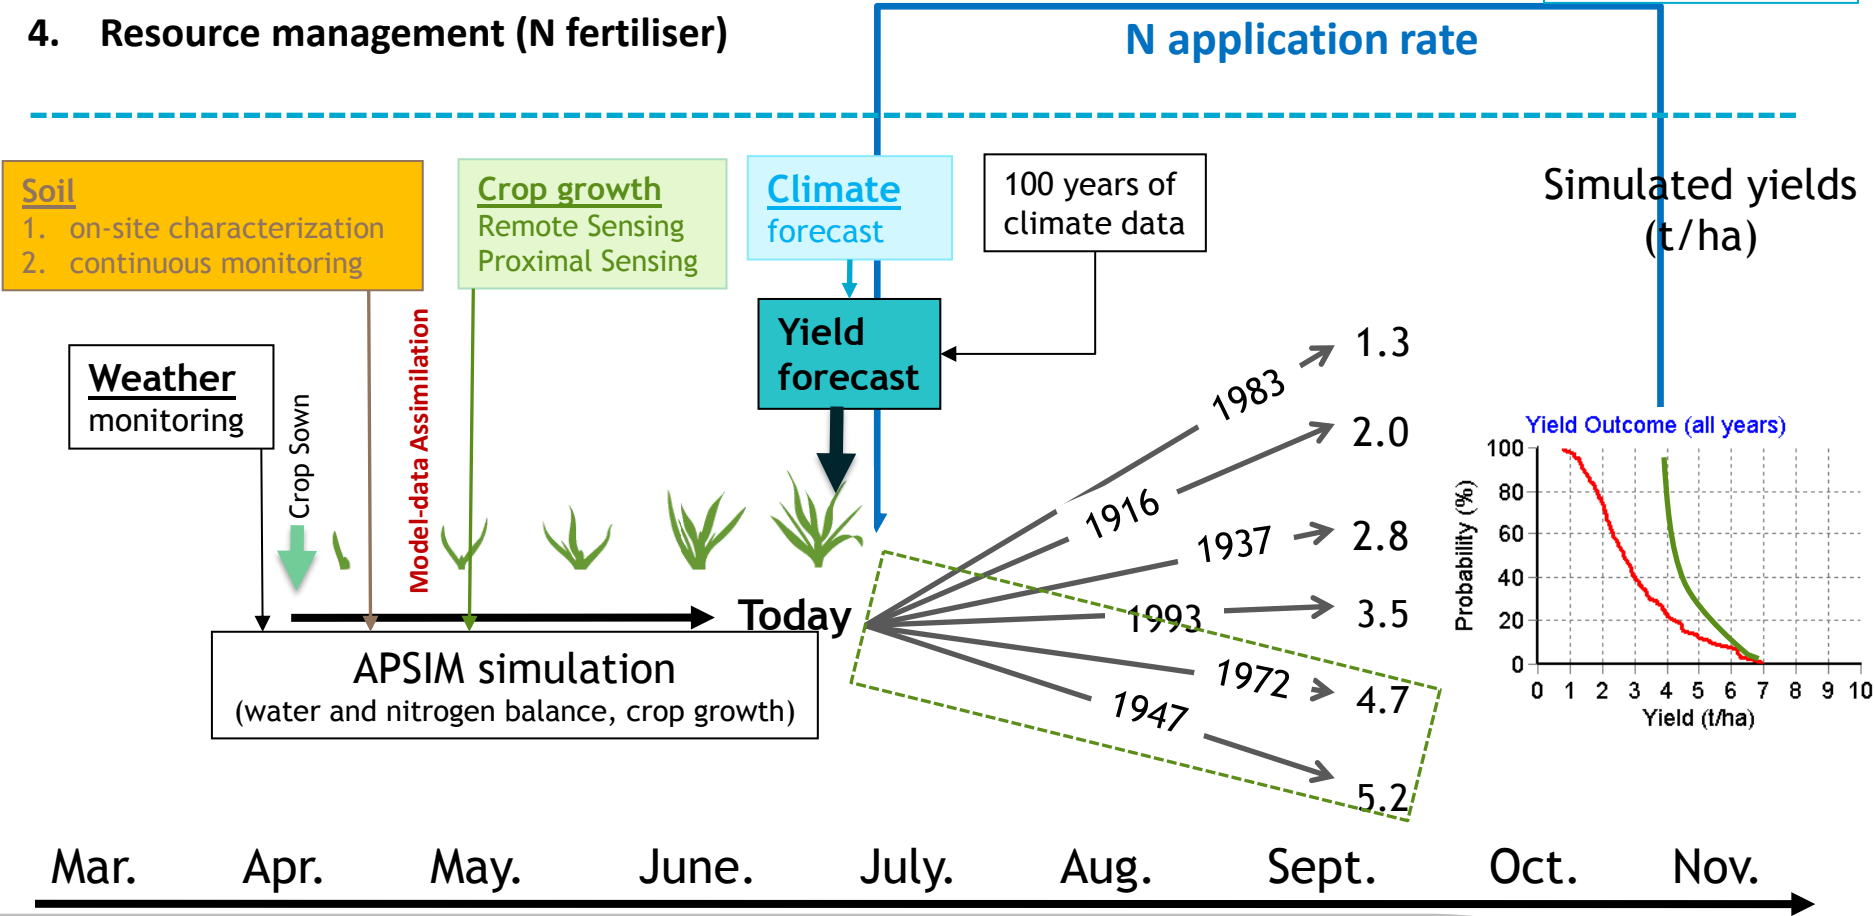 4. Resource management (N fertiliser)
N application rate
Soil
1. on-site characterization
2. continuous monitoring
Crop growth
Remote Sensing
Proximal Sensing
Climate
forecast
100 years of
climate data
Simulated yields
(t/ha)
Weather
monitoring
Crop Sown
Model-data Assimilation
Yield
forecast
1983
1.3
1916
2.0
1937
2.8
1993
3.5
1972
4.7
1947
5.2
Today
APSIM simulation
(water and nitrogen balance, crop growth)
Yield Outcome (all years)
Probability (%)
100
80
60
40
20
0
0 1 2 3 4 5 6 7 8 9 10
Yield (t/ha)
Mar. Apr. May. June. July. Aug. Sept. Oct. Nov.